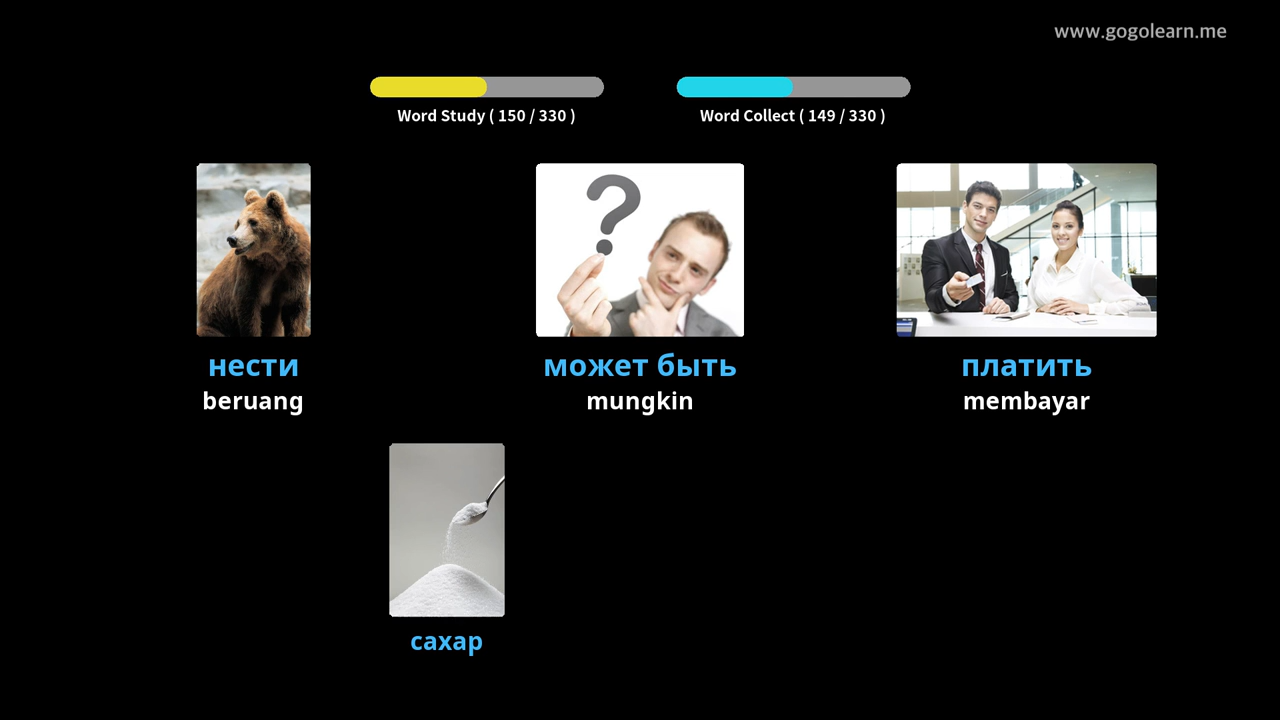 www.gogolearn.me
Word Study ( 150 / 330 )
Word Collect ( 149 / 330 )
нести
beruang
может быть
mungkin
платить
membayar
сахар